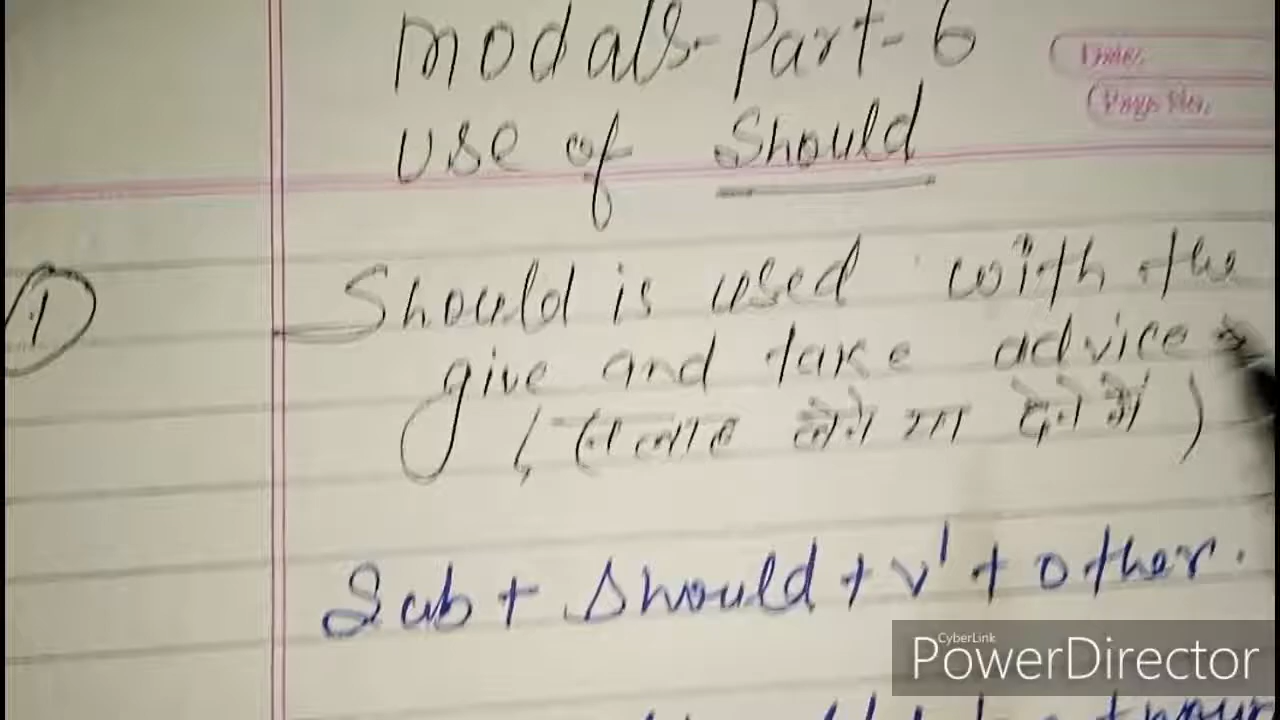 Modals-Part-6
Date:
Page No.
Use of Should
1
Should is used with the
give and take advice
(सलाह लेने या देने में)
Sub + Should + V¹ + other.
CyberLink
PowerDirector